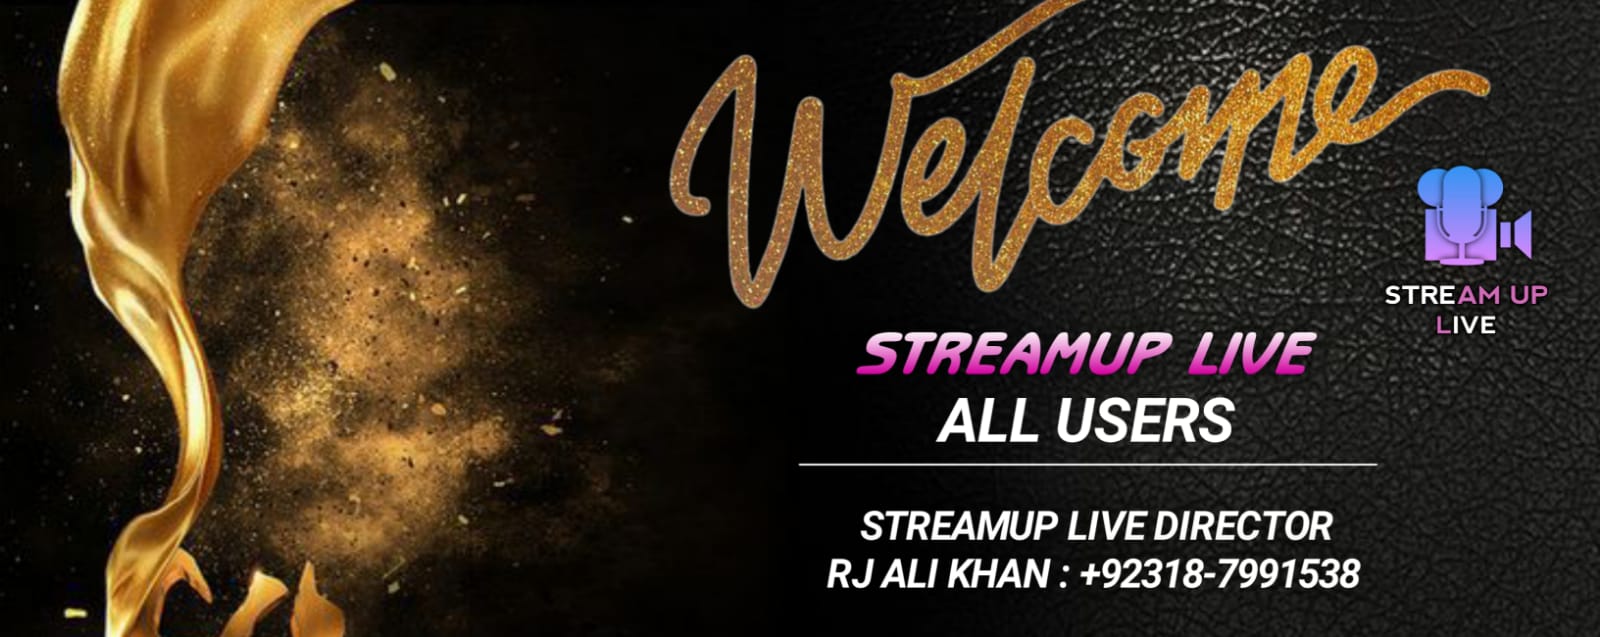 Welcome
STREAM UP
LIVE
STREAMUP LIVE
ALL USERS
STREAMUP LIVE DIRECTOR
RJ ALI KHAN : +92318-7991538